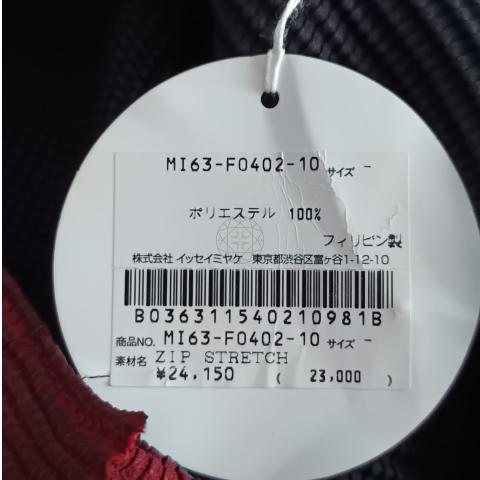 MI63-F0402-10 サイズ -
ポリエステル 100%
フィリピン製
株式会社 イッセイミヤケ 東京都渋谷区富ヶ谷1-12-10
B036311540210981B
商品NO. MI63-F0402-10 サイズ -
素材名 ZIP STRETCH
¥24,150 ( 23,000 )